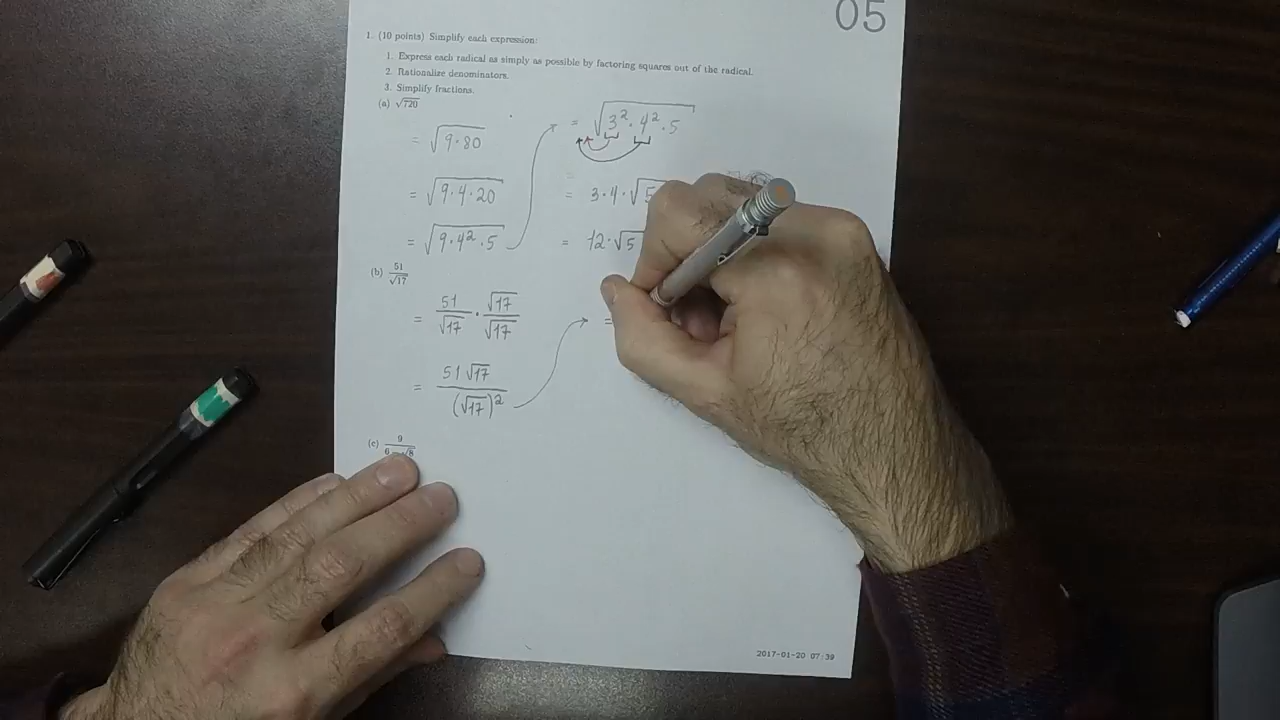 05
1. (10 points) Simplify each expression:
1. Express each radical as simply as possible by factoring squares out of the radical.
2. Rationalize denominators.
3. Simplify fractions.
(a) √720
= √(9·80)
= √(9·4·20)
= √(9·4²·5)
= √(3²·4²·5)
= 3·4·√5
= 12·√5
(b) 51/√17
= 51/√17 · √17/√17
= 51√17/(√17)²
=
(c) 9/(6-√8)
2017-01-20 07:39